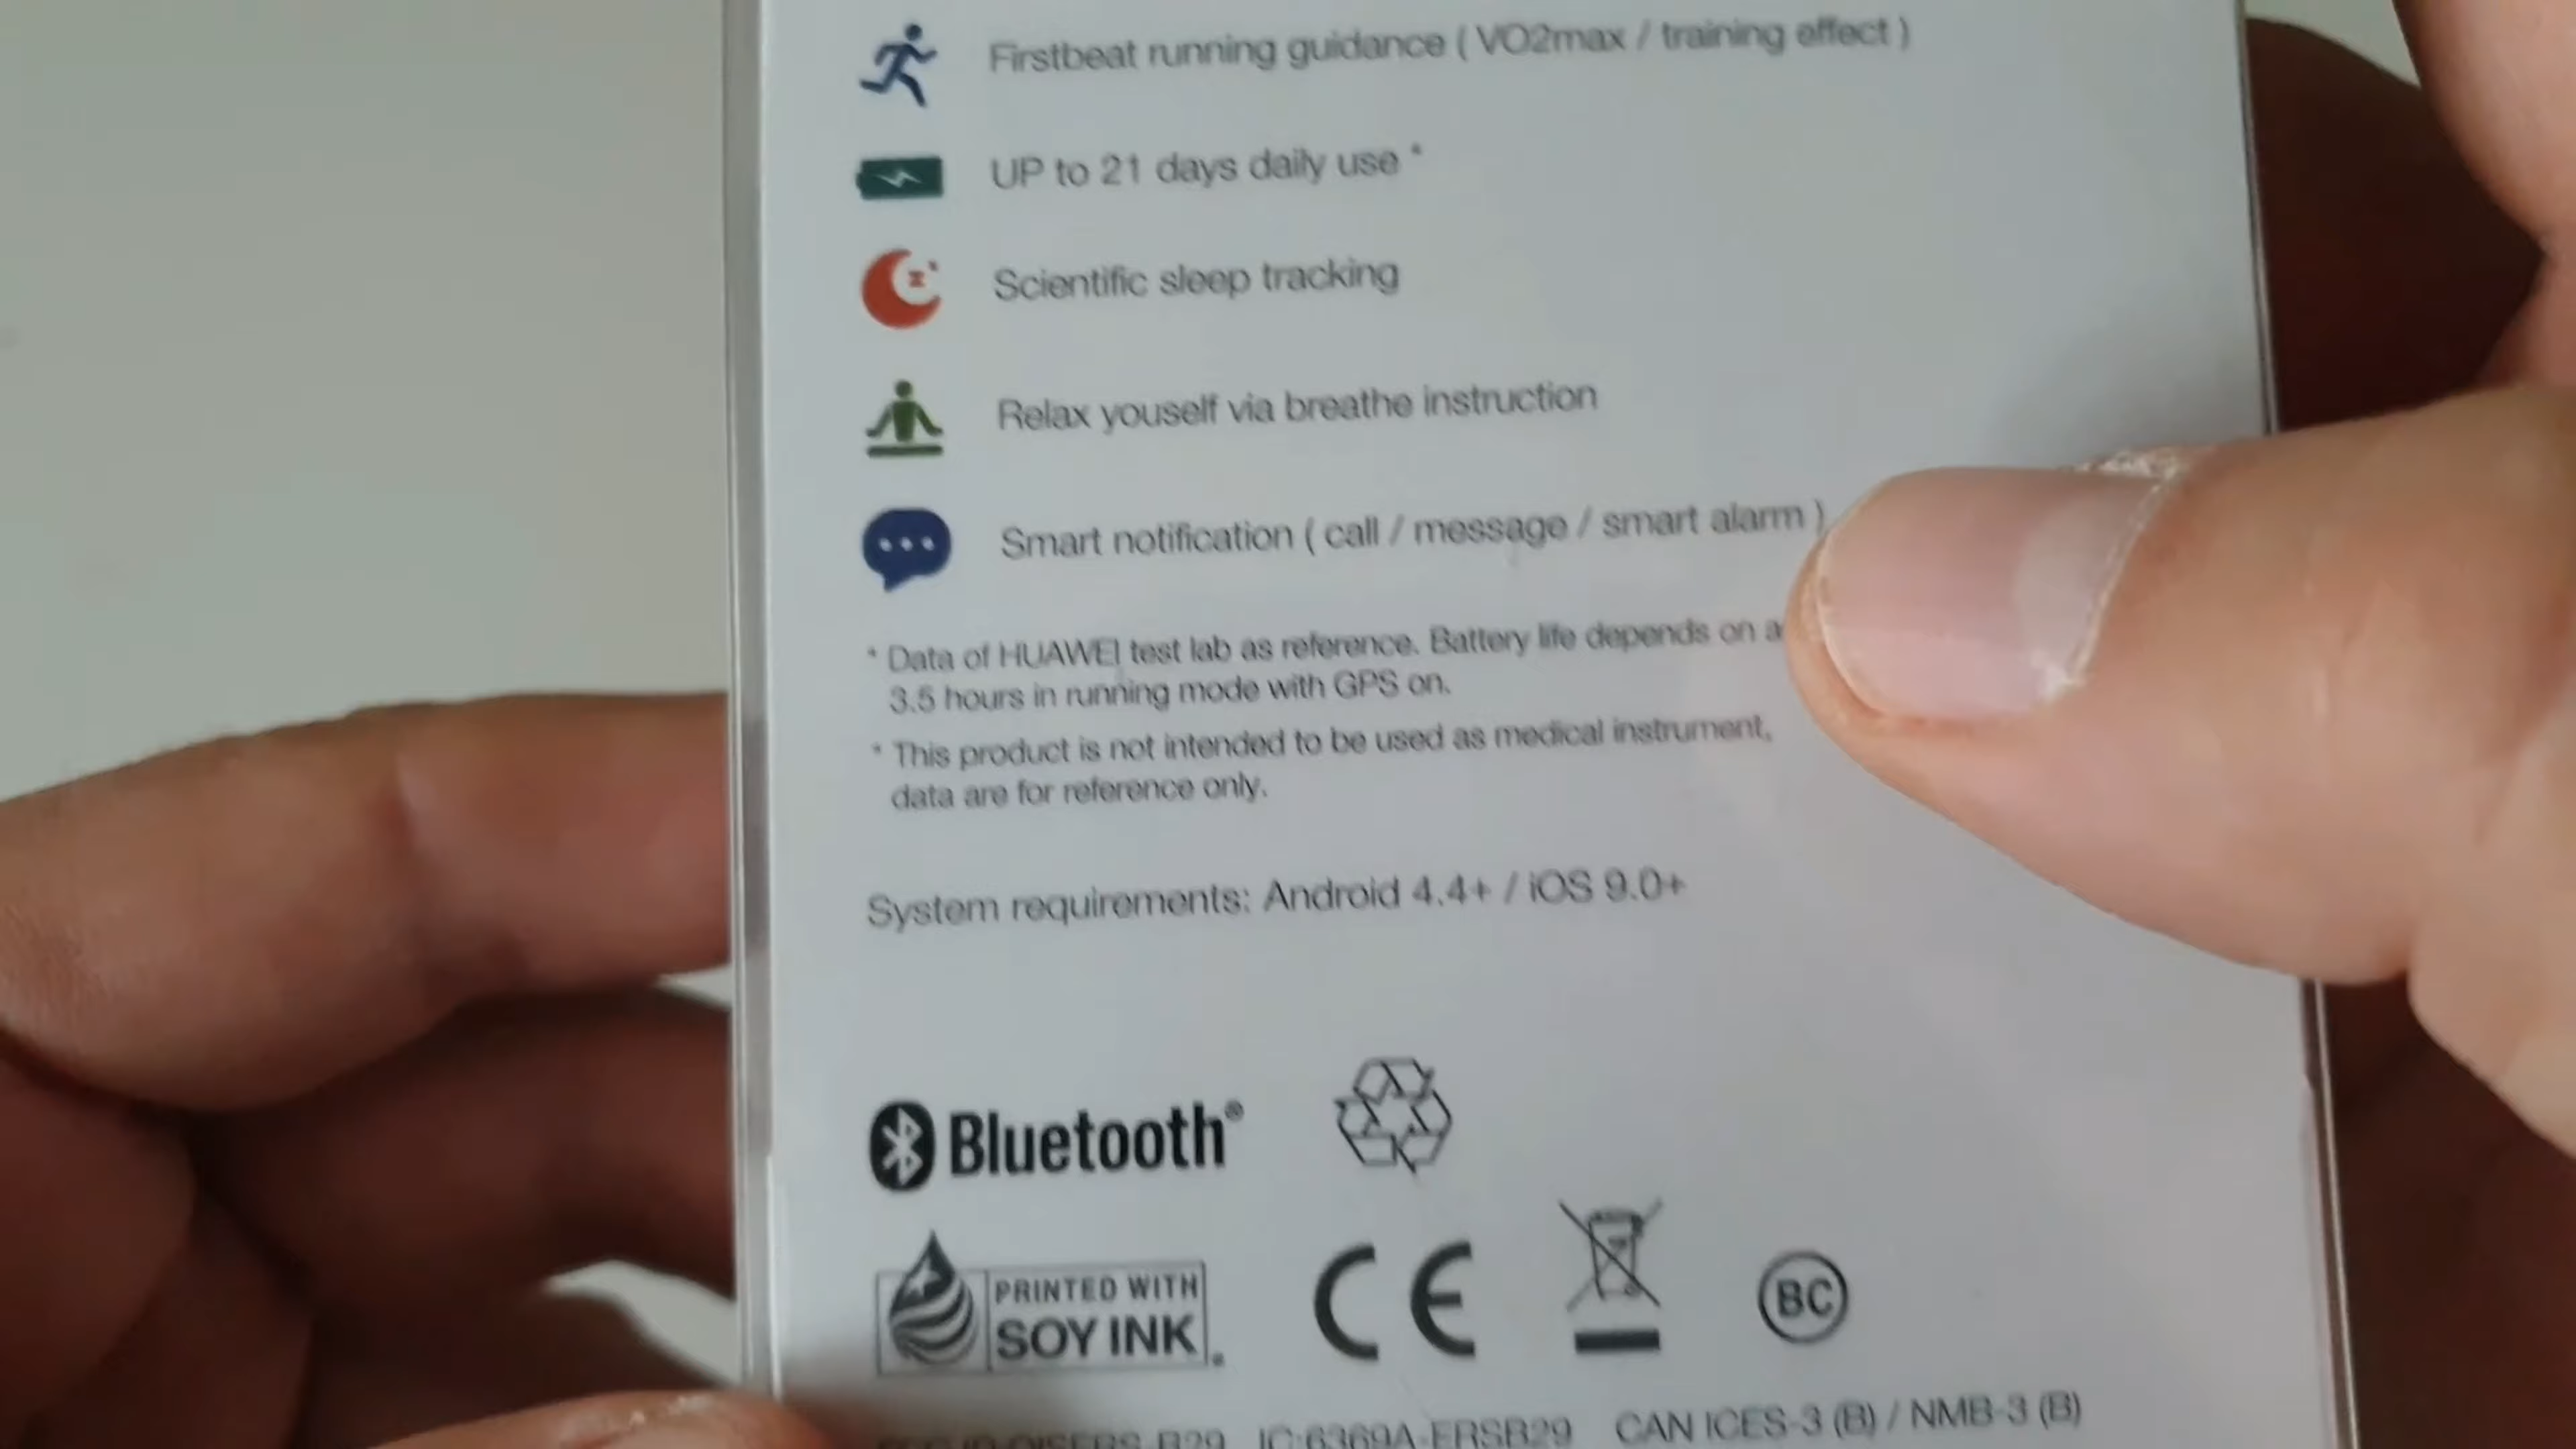 Firstbeat running guidance ( VO2max / training effect )
UP to 21 days daily use *
Scientific sleep tracking
Relax youself via breathe instruction
Smart notification ( call / message / smart alarm )
* Data of HUAWEI test lab as reference. Battery life depends on
3.5 hours in running mode with GPS on.
* This product is not intended to be used as medical instrument,
data are for reference only.
System requirements: Android 4.4+ / iOS 9.0+
Bluetooth®
PRINTED WITH
SOY INK
CE
BC
IC:6369A-ERSB29 CAN ICES-3 (B) / NMB-3 (B)